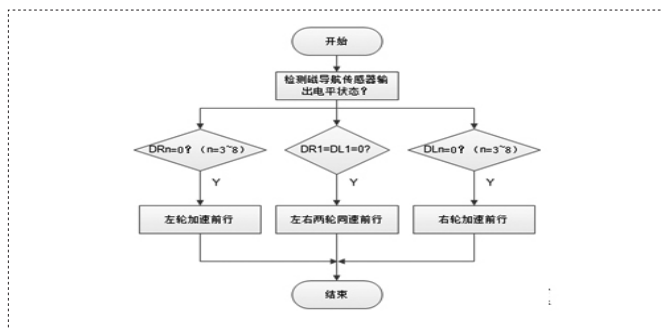 开始
检测磁导航传感器输
出电平状态？
DRn=0？（n=3~8）
DR1=DL1=0?
DLn=0？（n=3~8）
Y
Y
Y
左轮加速前行
左右两轮同速前行
右轮加速前行
结束